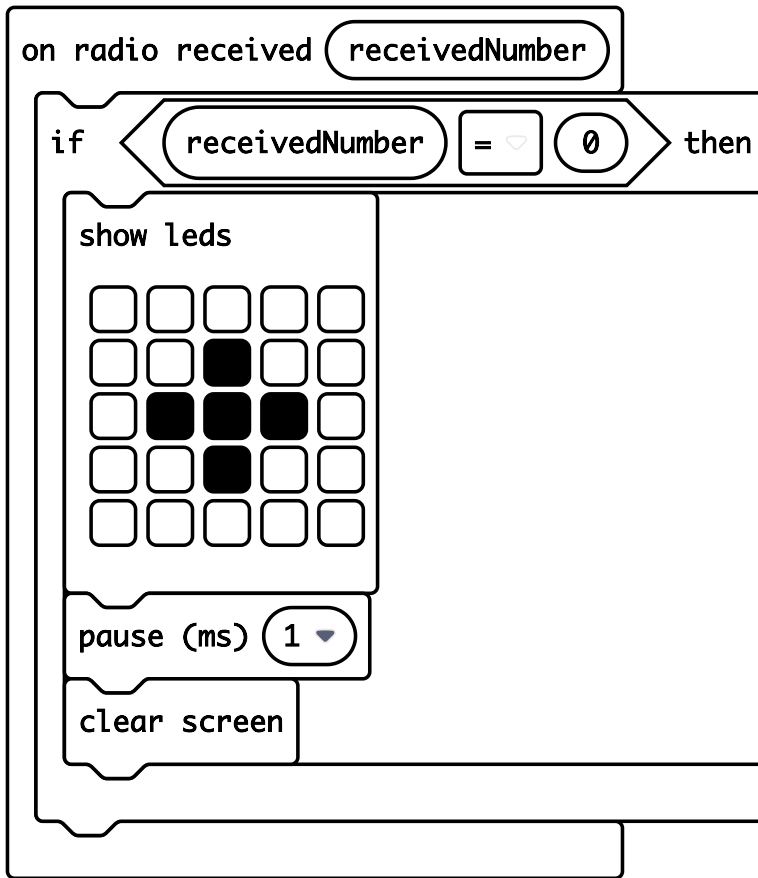 on radio received receivedNumber
if receivedNumber = 0 then
show leds
pause (ms) 1
clear screen